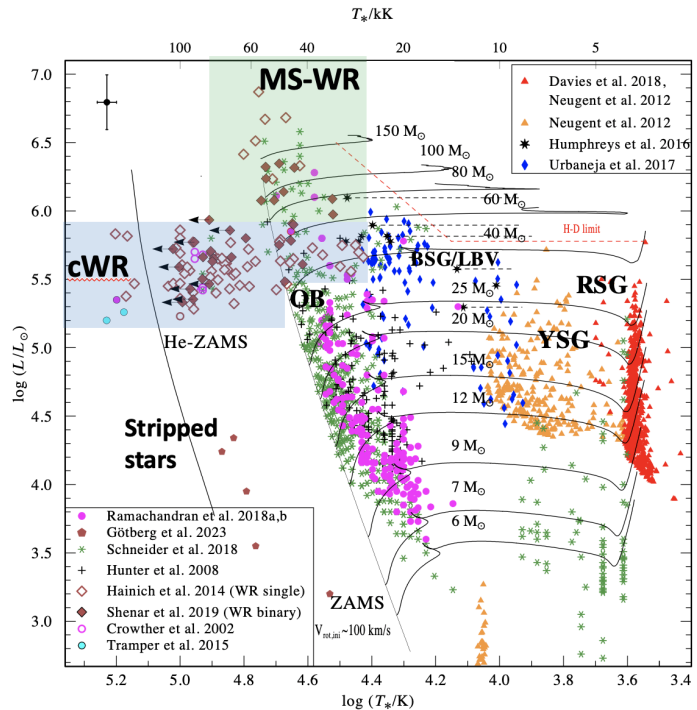 T*/kK
100 80 60 40 20 10 5
MS-WR
Davies et al. 2018,
Neugent et al. 2012
Neugent et al. 2012
Humphreys et al. 2016
Urbaneja et al. 2017
7.0
6.5
6.0
5.5
5.0
4.5
4.0
3.5
3.0
log (L/L⊙)
150 M⊙
100 M⊙
80 M⊙
60 M⊙
H-D limit
40 M⊙
cWR
BSG/LBV
OB
25 M⊙
RSG
20 M⊙
He-ZAMS
YSG
15 M⊙
12 M⊙
Stripped
stars
9 M⊙
7 M⊙
6 M⊙
Ramachandran et al. 2018a,b
Götberg et al. 2023
Schneider et al. 2018
Hunter et al. 2008
Hainich et al. 2014 (WR single)
Shenar et al. 2019 (WR binary)
Crowther et al. 2002
Tramper et al. 2015
ZAMS
Vrot,ini~100 km/s
5.2 5.0 4.8 4.6 4.4 4.2 4.0 3.8 3.6 3.4
log (T*/K)